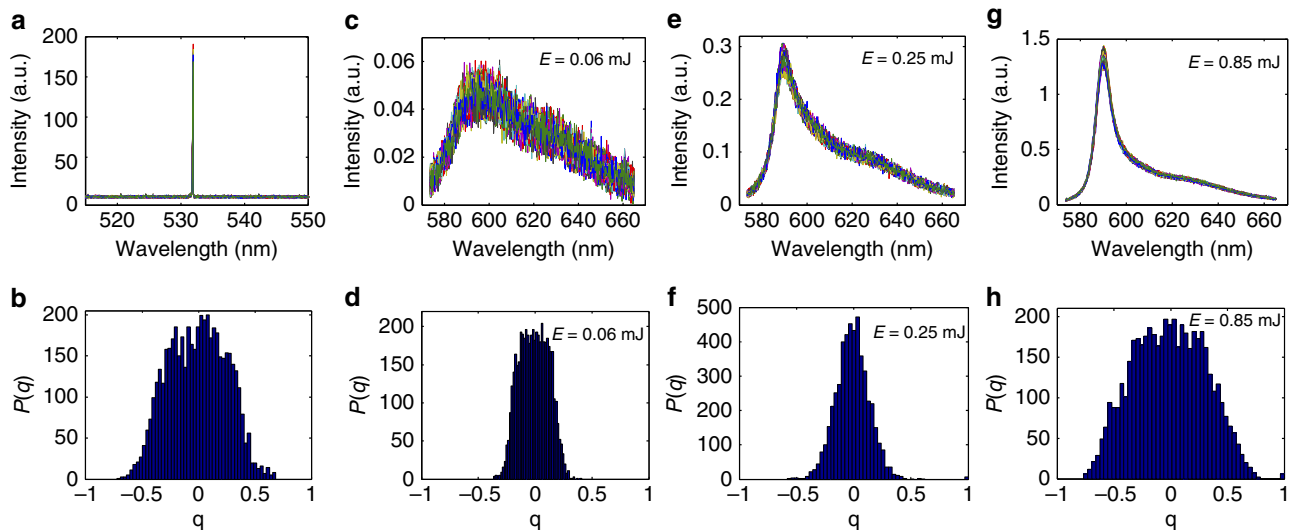 a
Intensity (a.u.)
200
150
100
50
0
520 530 540 550
Wavelength (nm)
c
Intensity (a.u.)
0.06
0.04
0.02
0
E = 0.06 mJ
580 600 620 640 660
Wavelength (nm)
e
Intensity (a.u.)
0.3
0.2
0.1
0
E = 0.25 mJ
580 600 620 640 660
Wavelength (nm)
g
Intensity (a.u.)
1.5
1
0.5
0
E = 0.85 mJ
580 600 620 640 660
Wavelength (nm)
b
P(q)
200
150
100
50
0
−1 −0.5 0 0.5 1
q
d
P(q)
200
150
100
50
0
E = 0.06 mJ
−1 −0.5 0 0.5 1
q
f
P(q)
500
400
300
200
100
0
E = 0.25 mJ
−1 −0.5 0 0.5 1
q
h
P(q)
200
150
100
50
0
E = 0.85 mJ
−1 −0.5 0 0.5 1
q